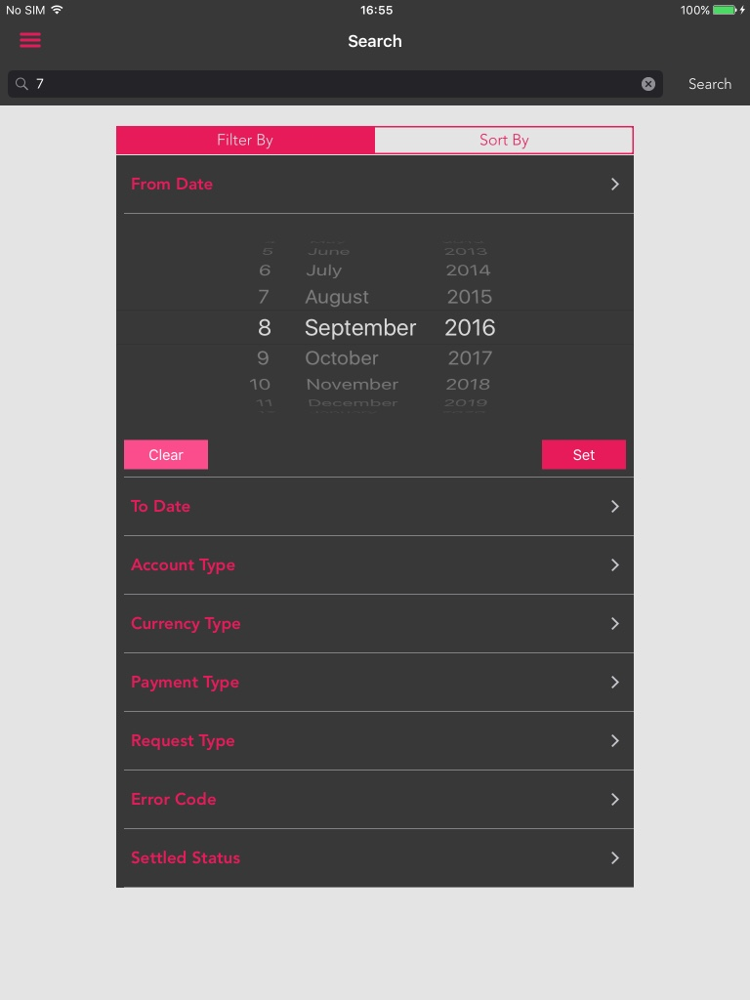 No SIM 16:55 100%
Search
7 Search
Filter By Sort By
From Date
5 June 2013
6 July 2014
7 August 2015
8 September 2016
9 October 2017
10 November 2018
11 December 2019
Clear Set
To Date
Account Type
Currency Type
Payment Type
Request Type
Error Code
Settled Status